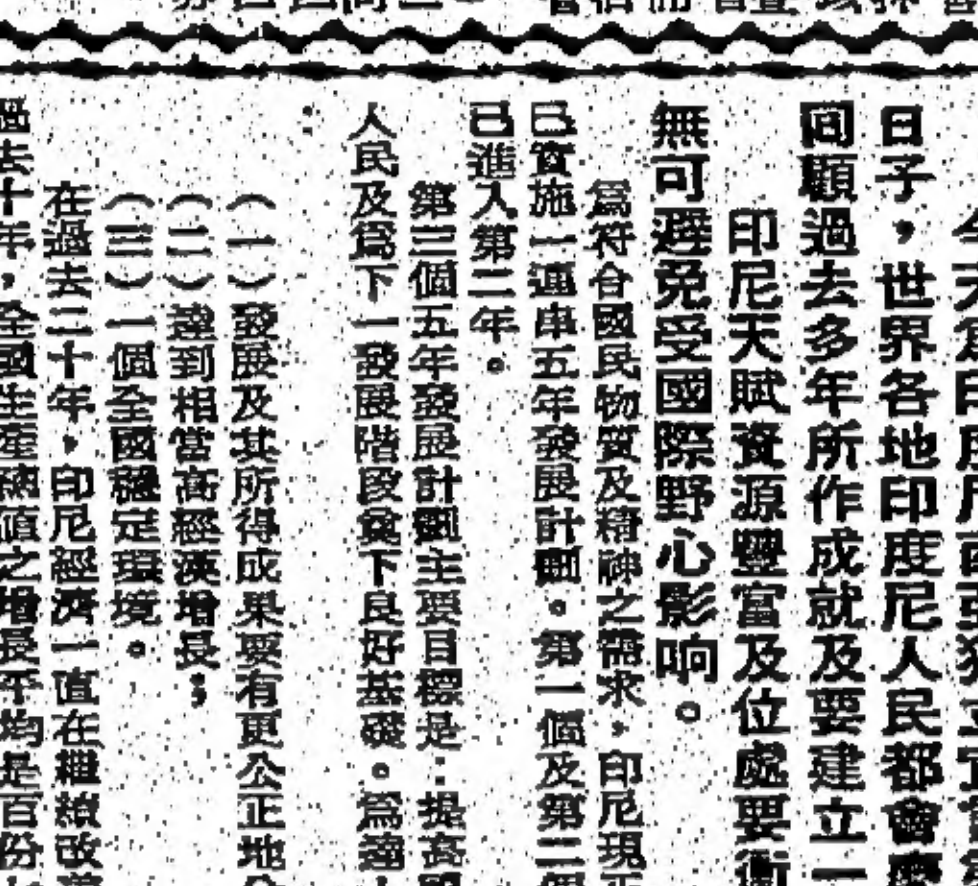 日子，世界各地印度尼人民都會慶
回顧過去多年所作成就及要建立一
印尼天賦資源豐富及位處要衝
無可避免受國際野心影响。
爲符合國民物質及精神之需求，印尼現正
已實施一連串五年發展計劃。第一個及第二個
已進入第二年。
第三個五年發展計劃主要目標是：提高國
人民及爲下一發展階段奠下良好基礎。爲達
：
（一）發展及其所得成果要有更公正地分
（二）達到相當高經濟增長；
（三）一個全國穩定環境。
在過去二十年，印尼經濟一直在繼續改善
過去十年，全國生產總值之增長平均是百份